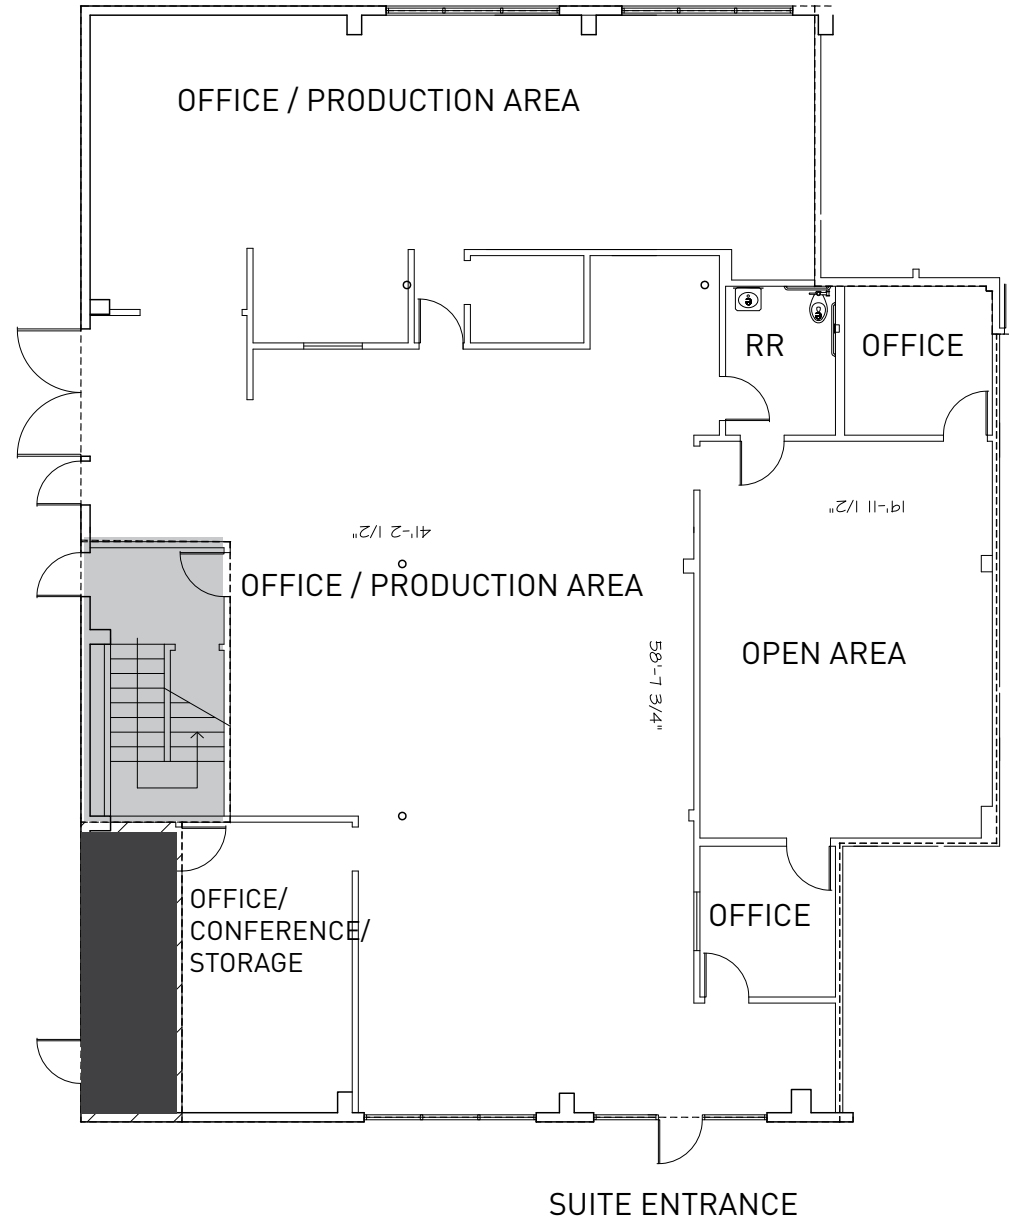 OFFICE / PRODUCTION AREA
RR
OFFICE
19'-11 1/2"
41'-2 1/2"
OFFICE / PRODUCTION AREA
58'-7 3/4"
OPEN AREA
OFFICE/
CONFERENCE/
STORAGE
OFFICE
SUITE ENTRANCE